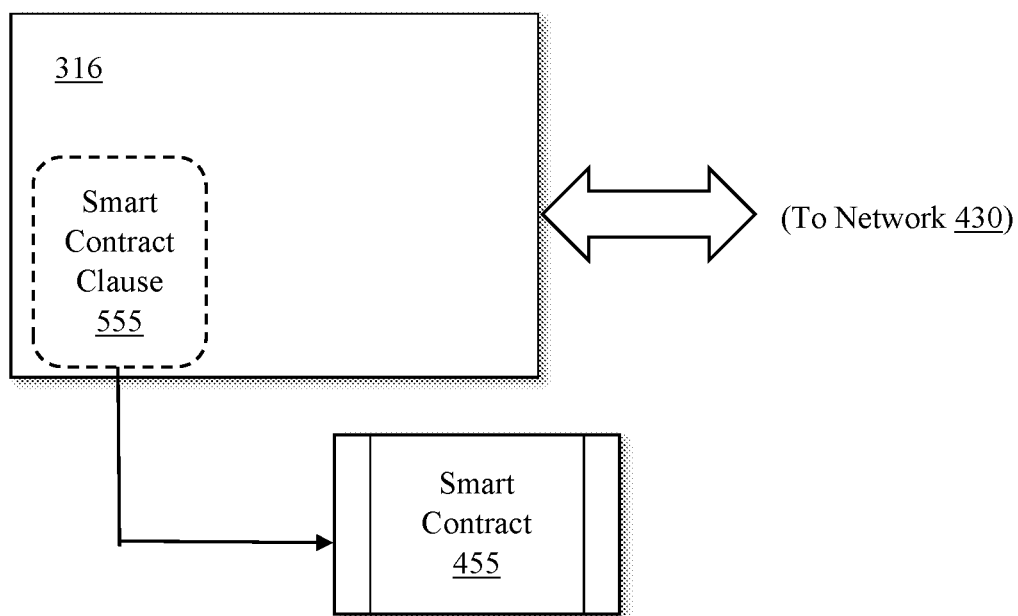 316
Smart
Contract
Clause
555
(To Network 430)
Smart
Contract
455